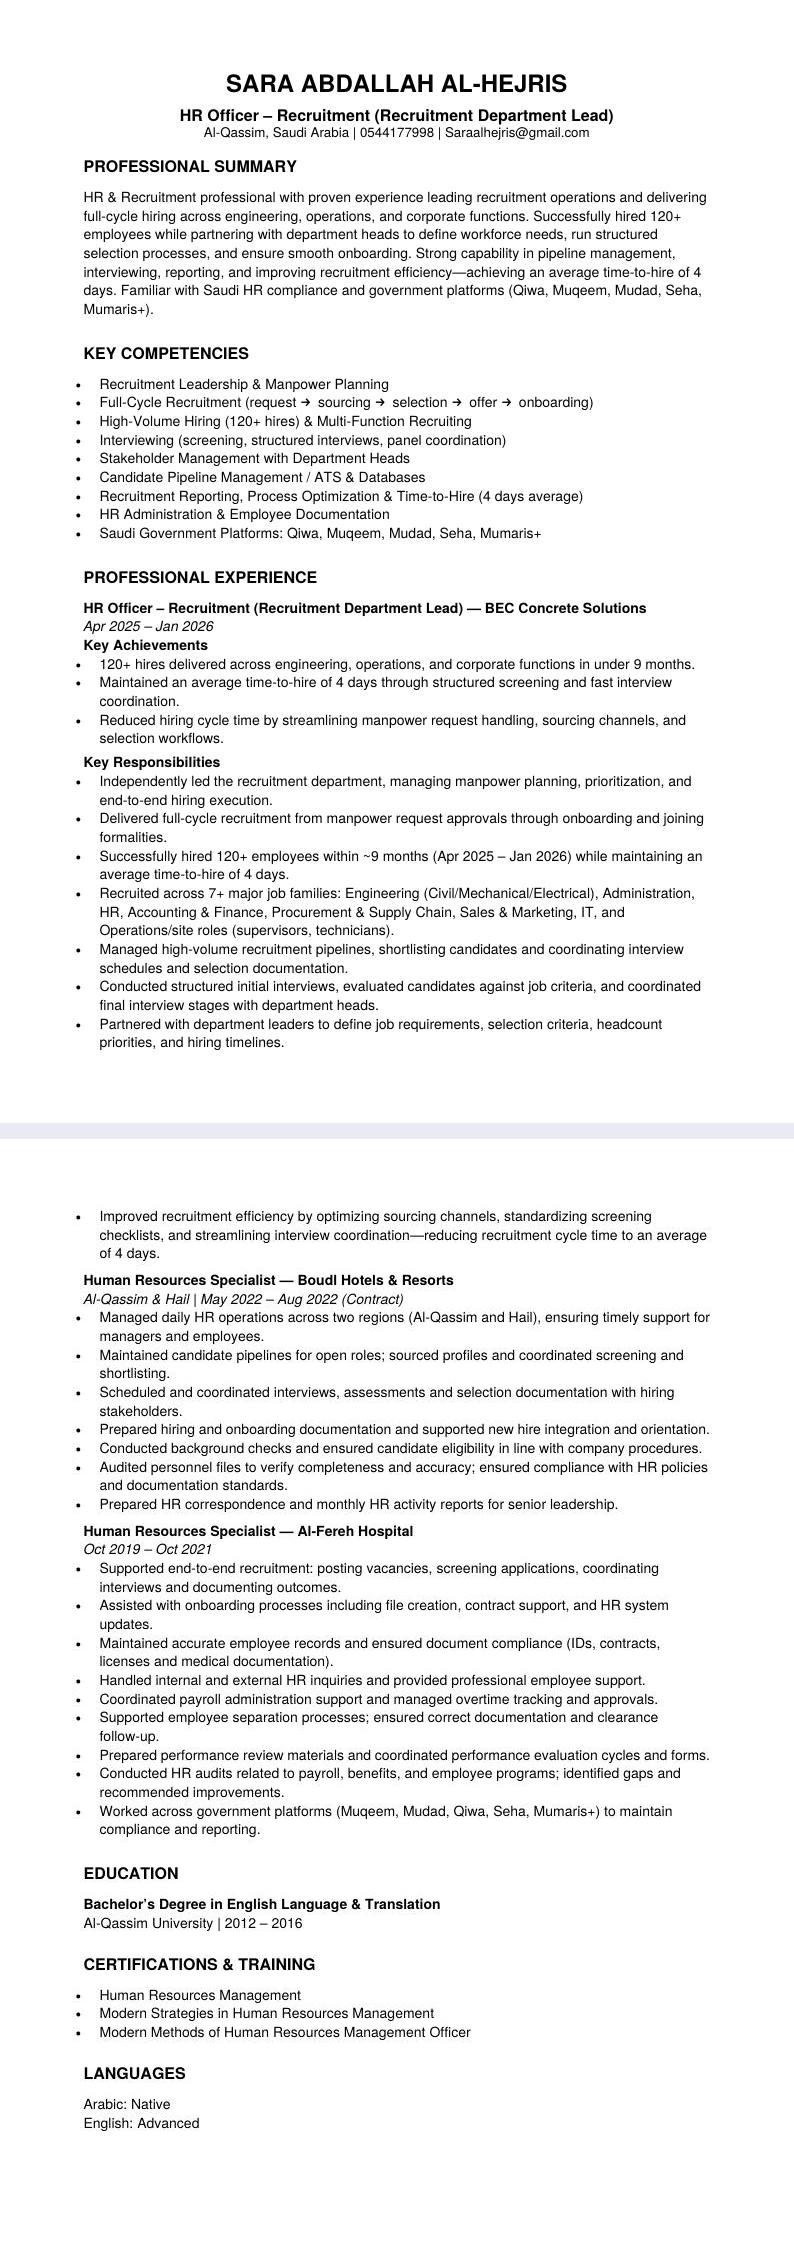 SARA ABDALLAH AL-HEJRIS
HR Officer – Recruitment (Recruitment Department Lead)
Al-Qassim, Saudi Arabia | 0544177998 | Saraalhejris@gmail.com
PROFESSIONAL SUMMARY
HR & Recruitment professional with proven experience leading recruitment operations and delivering
full-cycle hiring across engineering, operations, and corporate functions. Successfully hired 120+
employees while partnering with department heads to define workforce needs, run structured
selection processes, and ensure smooth onboarding. Strong capability in pipeline management,
interviewing, reporting, and improving recruitment efficiency—achieving an average time-to-hire of 4
days. Familiar with Saudi HR compliance and government platforms (Qiwa, Muqeem, Mudad, Seha,
Mumaris+).
KEY COMPETENCIES
• Recruitment Leadership & Manpower Planning
• Full-Cycle Recruitment (request → sourcing → selection → offer → onboarding)
• High-Volume Hiring (120+ hires) & Multi-Function Recruiting
• Interviewing (screening, structured interviews, panel coordination)
• Stakeholder Management with Department Heads
• Candidate Pipeline Management / ATS & Databases
• Recruitment Reporting, Process Optimization & Time-to-Hire (4 days average)
• HR Administration & Employee Documentation
• Saudi Government Platforms: Qiwa, Muqeem, Mudad, Seha, Mumaris+
PROFESSIONAL EXPERIENCE
HR Officer – Recruitment (Recruitment Department Lead) — BEC Concrete Solutions
Apr 2025 – Jan 2026
Key Achievements
• 120+ hires delivered across engineering, operations, and corporate functions in under 9 months.
• Maintained an average time-to-hire of 4 days through structured screening and fast interview
coordination.
• Reduced hiring cycle time by streamlining manpower request handling, sourcing channels, and
selection workflows.
Key Responsibilities
• Independently led the recruitment department, managing manpower planning, prioritization, and
end-to-end hiring execution.
• Delivered full-cycle recruitment from manpower request approvals through onboarding and joining
formalities.
• Successfully hired 120+ employees within ~9 months (Apr 2025 – Jan 2026) while maintaining an
average time-to-hire of 4 days.
• Recruited across 7+ major job families: Engineering (Civil/Mechanical/Electrical), Administration,
HR, Accounting & Finance, Procurement & Supply Chain, Sales & Marketing, IT, and
Operations/site roles (supervisors, technicians).
• Managed high-volume recruitment pipelines, shortlisting candidates and coordinating interview
schedules and selection documentation.
• Conducted structured initial interviews, evaluated candidates against job criteria, and coordinated
final interview stages with department heads.
• Partnered with department leaders to define job requirements, selection criteria, headcount
priorities, and hiring timelines.
• Improved recruitment efficiency by optimizing sourcing channels, standardizing screening
checklists, and streamlining interview coordination—reducing recruitment cycle time to an average
of 4 days.
Human Resources Specialist — Boudl Hotels & Resorts
Al-Qassim & Hail | May 2022 – Aug 2022 (Contract)
• Managed daily HR operations across two regions (Al-Qassim and Hail), ensuring timely support for
managers and employees.
• Maintained candidate pipelines for open roles; sourced profiles and coordinated screening and
shortlisting.
• Scheduled and coordinated interviews, assessments and selection documentation with hiring
stakeholders.
• Prepared hiring and onboarding documentation and supported new hire integration and orientation.
• Conducted background checks and ensured candidate eligibility in line with company procedures.
• Audited personnel files to verify completeness and accuracy; ensured compliance with HR policies
and documentation standards.
• Prepared HR correspondence and monthly HR activity reports for senior leadership.
Human Resources Specialist — Al-Fereh Hospital
Oct 2019 – Oct 2021
• Supported end-to-end recruitment: posting vacancies, screening applications, coordinating
interviews and documenting outcomes.
• Assisted with onboarding processes including file creation, contract support, and HR system
updates.
• Maintained accurate employee records and ensured document compliance (IDs, contracts,
licenses and medical documentation).
• Handled internal and external HR inquiries and provided professional employee support.
• Coordinated payroll administration support and managed overtime tracking and approvals.
• Supported employee separation processes; ensured correct documentation and clearance
follow-up.
• Prepared performance review materials and coordinated performance evaluation cycles and forms.
• Conducted HR audits related to payroll, benefits, and employee programs; identified gaps and
recommended improvements.
• Worked across government platforms (Muqeem, Mudad, Qiwa, Seha, Mumaris+) to maintain
compliance and reporting.
EDUCATION
Bachelor's Degree in English Language & Translation
Al-Qassim University | 2012 – 2016
CERTIFICATIONS & TRAINING
• Human Resources Management
• Modern Strategies in Human Resources Management
• Modern Methods of Human Resources Management Officer
LANGUAGES
Arabic: Native
English: Advanced